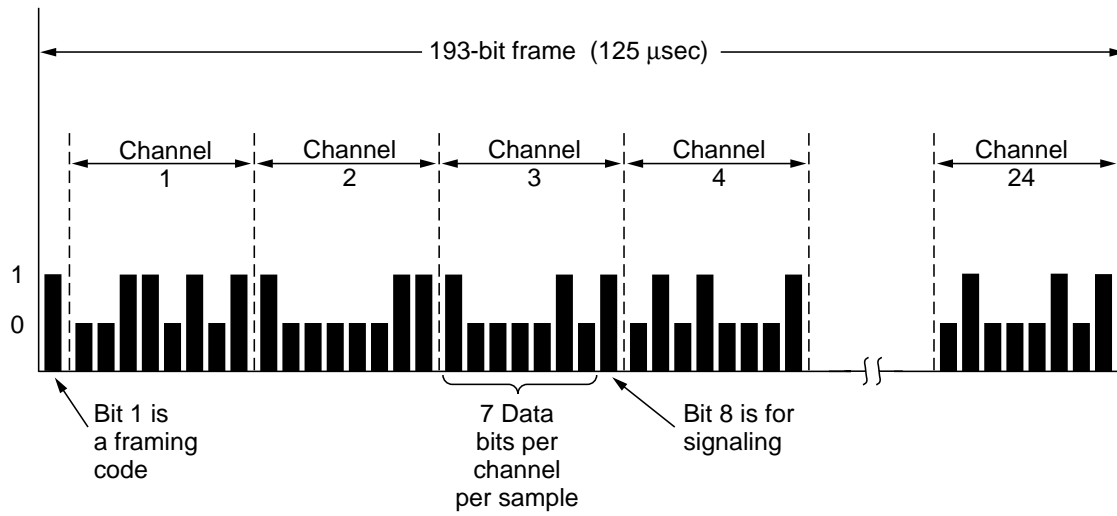 193-bit frame (125 μsec)
Channel
1
Channel
2
Channel
3
Channel
4
Channel
24
1
0
Bit 1 is
a framing
code
7 Data
bits per
channel
per sample
Bit 8 is for
signaling